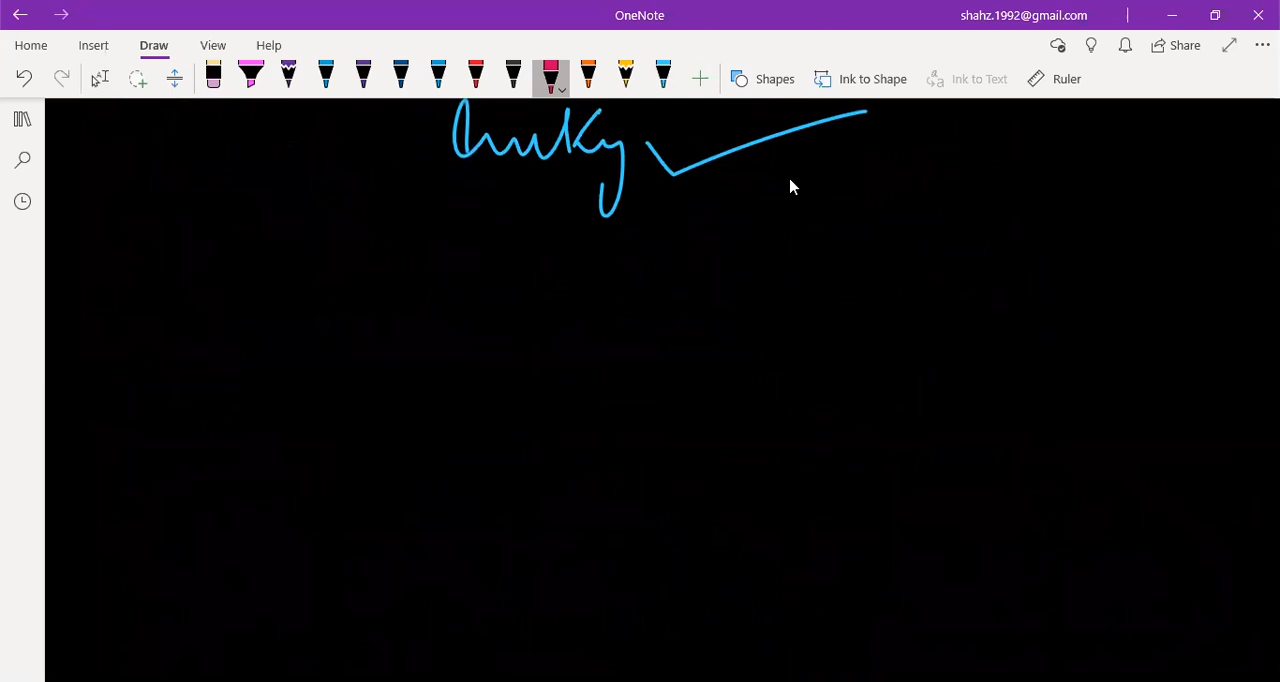 OneNote
shahz.1992@gmail.com
Home Insert Draw View Help
Share
Shapes Ink to Shape Ink to Text Ruler